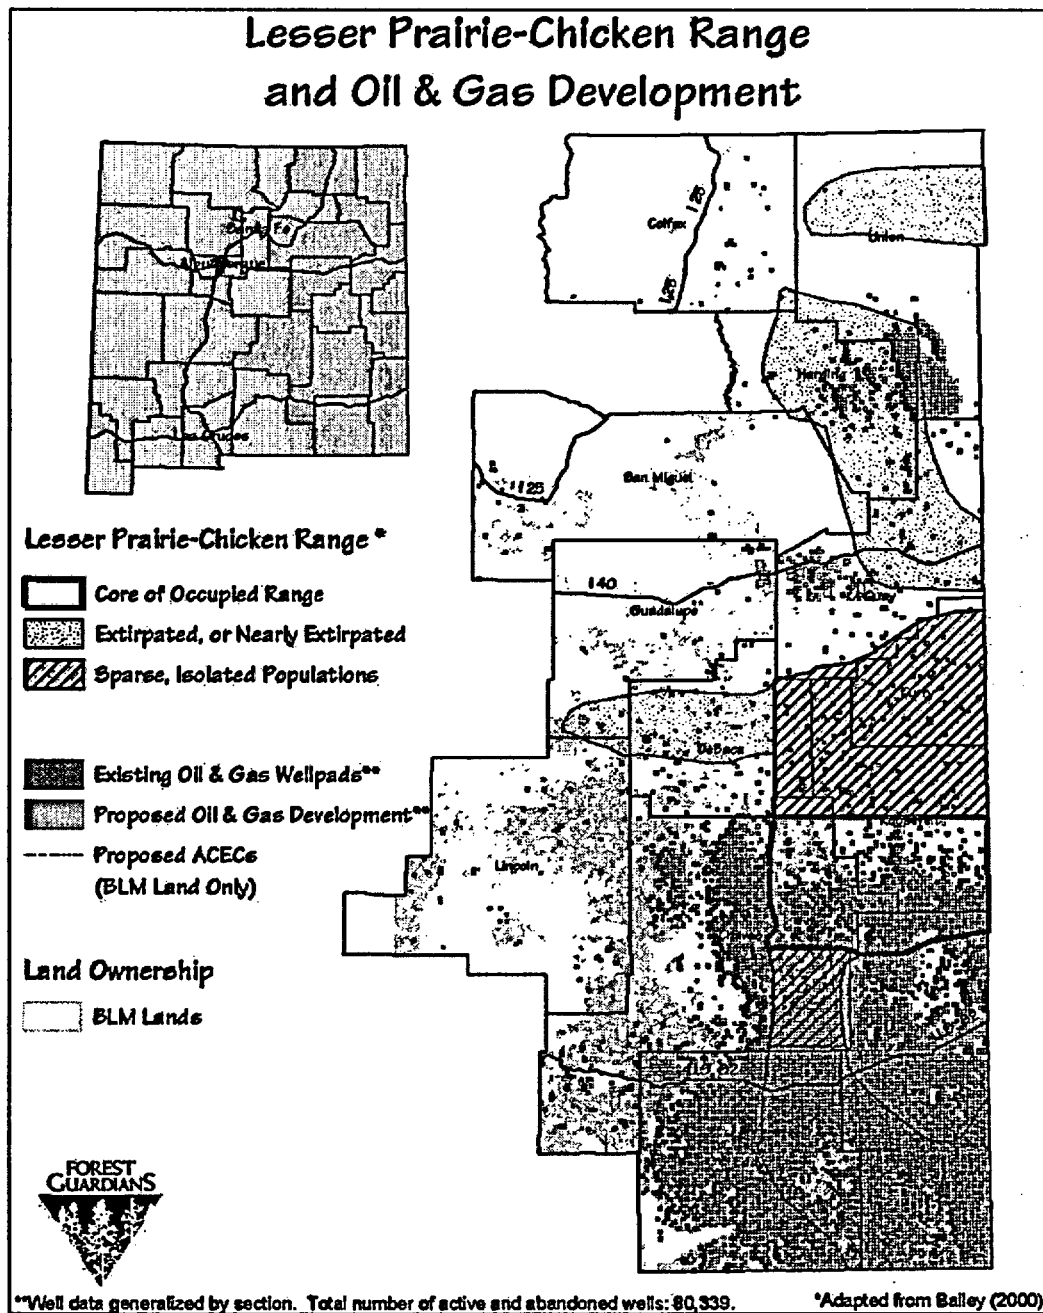 Lesser Prairie-Chicken Range
and Oil & Gas Development
Santa Fe
Albuquerque
Las Cruces
I 25
Colfax
I 25
Union
Harding
San Miguel
I 25
I 40
Guadalupe
Quay
Curry
DeBaca
Roosevelt
Lincoln
Chaves
Lesser Prairie-Chicken Range *
Core of Occupied Range
Extirpated, or Nearly Extirpated
Sparse, Isolated Populations
Existing Oil & Gas Wellpads**
Proposed Oil & Gas Development**
Proposed ACECs
(BLM Land Only)
Land Ownership
BLM Lands
FOREST
GUARDIANS
**Well data generalized by section. Total number of active and abandoned wells: 80,339.
*Adapted from Bailey (2000)